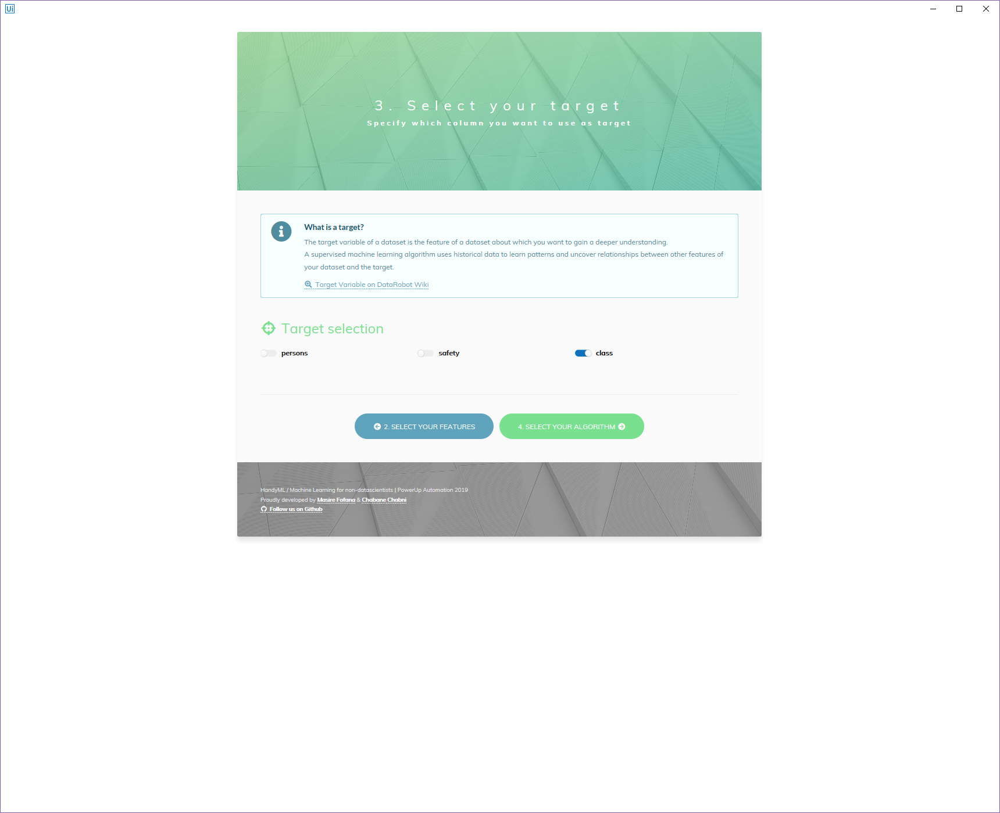 Ui
3. Select your target
Specify which column you want to use as target
What is a target?
The target variable of a dataset is the feature of a dataset about which you want to gain a deeper understanding.
A supervised machine learning algorithm uses historical data to learn patterns and uncover relationships between other features of
your dataset and the target.
Target Variable on DataRobot Wiki
Target selection
persons safety class
2. SELECT YOUR FEATURES 4. SELECT YOUR ALGORITHM
HandyML / Machine Learning for non-datascientists | PowerUp Automation 2019
Proudly developed by Masire Fofana & Chabane Chabni
Follow us on Github